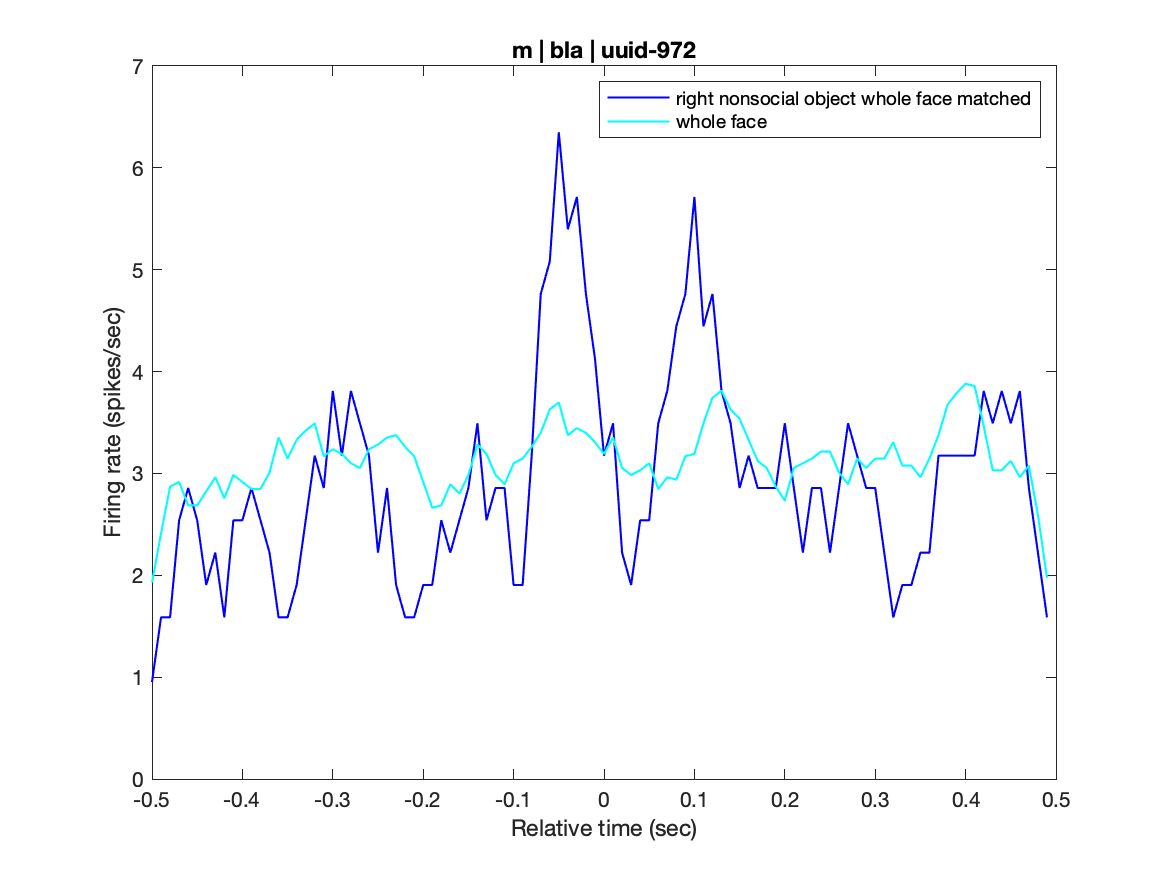 m | bla | uuid-972
right nonsocial object whole face matched
whole face
Firing rate (spikes/sec)
7
6
5
4
3
2
1
0
-0.5 -0.4 -0.3 -0.2 -0.1 0 0.1 0.2 0.3 0.4 0.5
Relative time (sec)